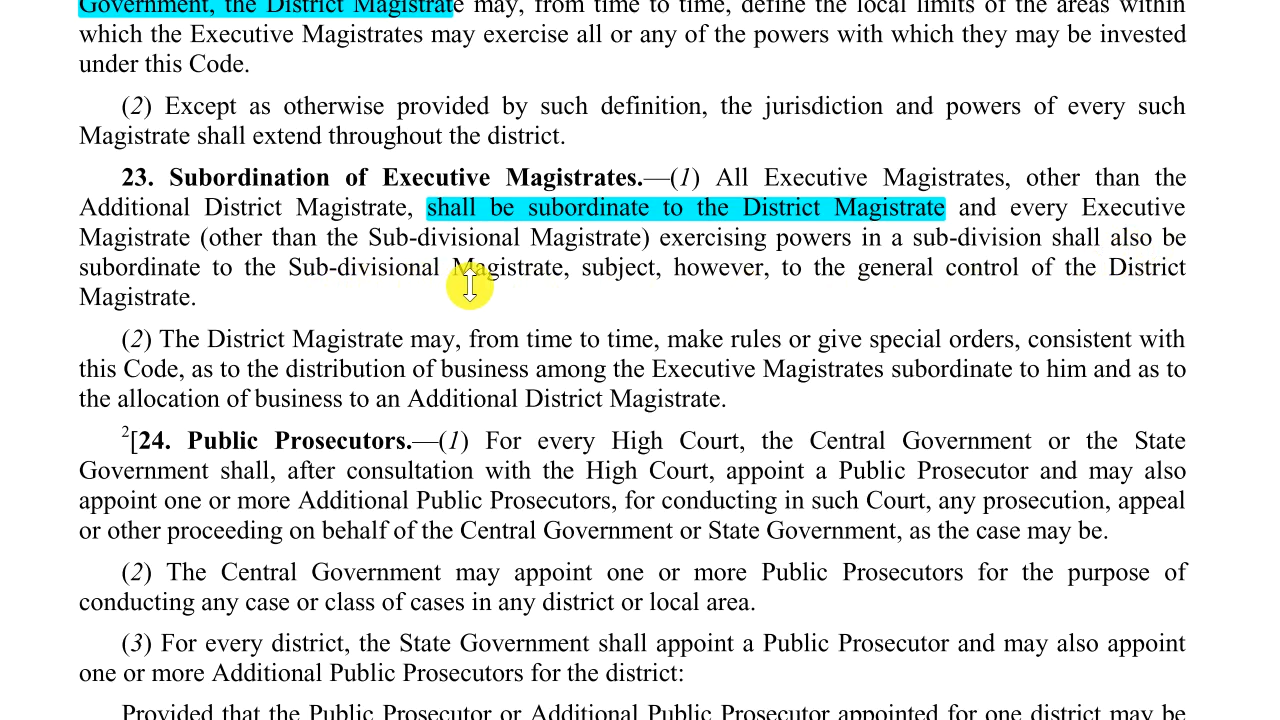 Government, the District Magistrate may, from time to time, define the local limits of the areas within
which the Executive Magistrates may exercise all or any of the powers with which they may be invested
under this Code.
(2) Except as otherwise provided by such definition, the jurisdiction and powers of every such
Magistrate shall extend throughout the district.
23. Subordination of Executive Magistrates.—(1) All Executive Magistrates, other than the
Additional District Magistrate, shall be subordinate to the District Magistrate and every Executive
Magistrate (other than the Sub-divisional Magistrate) exercising powers in a sub-division shall also be
subordinate to the Sub-divisional Magistrate, subject, however, to the general control of the District
Magistrate.
(2) The District Magistrate may, from time to time, make rules or give special orders, consistent with
this Code, as to the distribution of business among the Executive Magistrates subordinate to him and as to
the allocation of business to an Additional District Magistrate.
2[24. Public Prosecutors.—(1) For every High Court, the Central Government or the State
Government shall, after consultation with the High Court, appoint a Public Prosecutor and may also
appoint one or more Additional Public Prosecutors, for conducting in such Court, any prosecution, appeal
or other proceeding on behalf of the Central Government or State Government, as the case may be.
(2) The Central Government may appoint one or more Public Prosecutors for the purpose of
conducting any case or class of cases in any district or local area.
(3) For every district, the State Government shall appoint a Public Prosecutor and may also appoint
one or more Additional Public Prosecutors for the district:
Provided that the Public Prosecutor or Additional Public Prosecutor appointed for one district may be